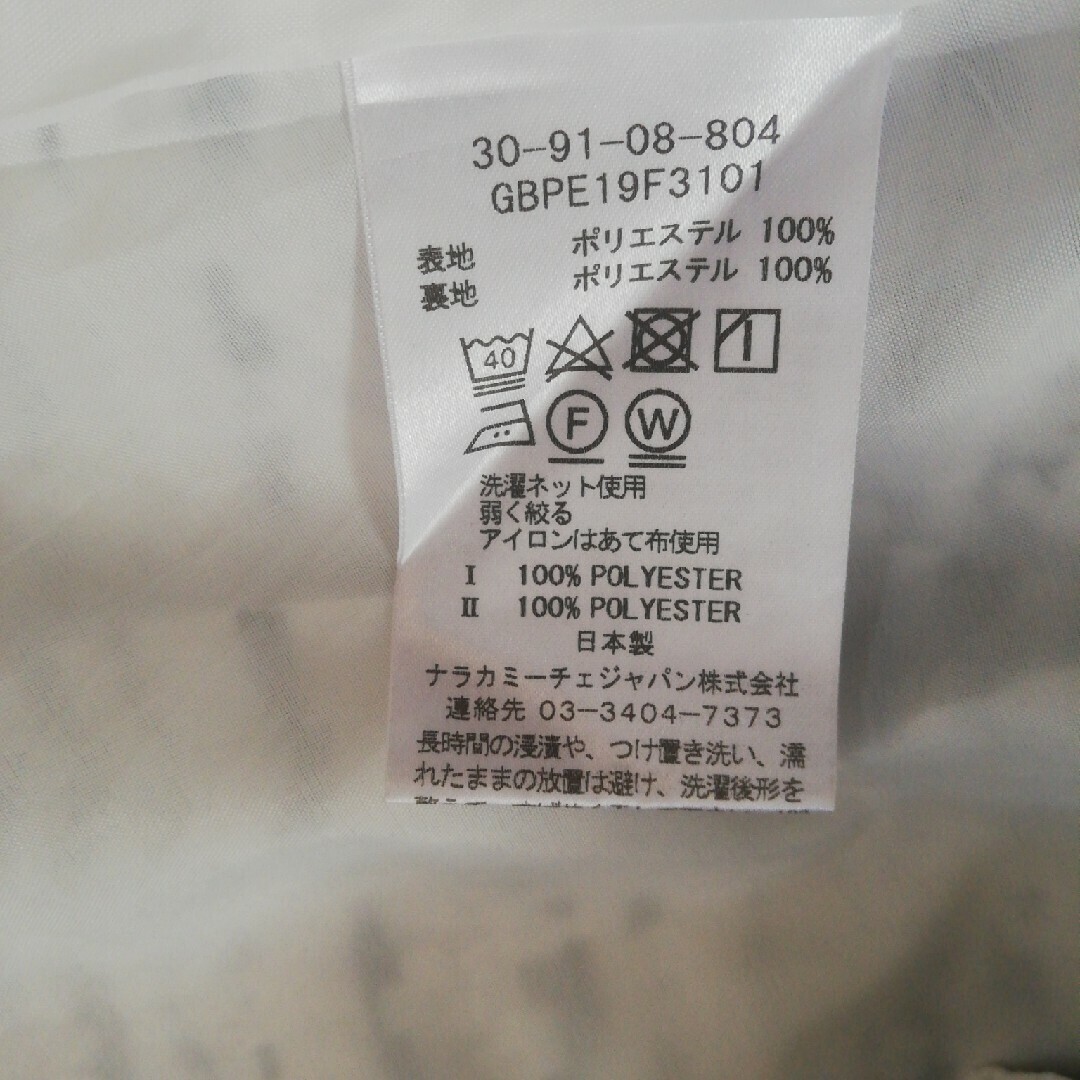 30-91-08-804
GBPE19F3101
表地 ポリエステル 100%
裏地 ポリエステル 100%
40
F W
洗濯ネット使用
弱く絞る
アイロンはあて布使用
I 100% POLYESTER
II 100% POLYESTER
日本製
ナラカミーチェジャパン株式会社
連絡先 03-3404-7373
長時間の浸漬や、つけ置き洗い、濡
れたままの放置は避け、洗濯後形を